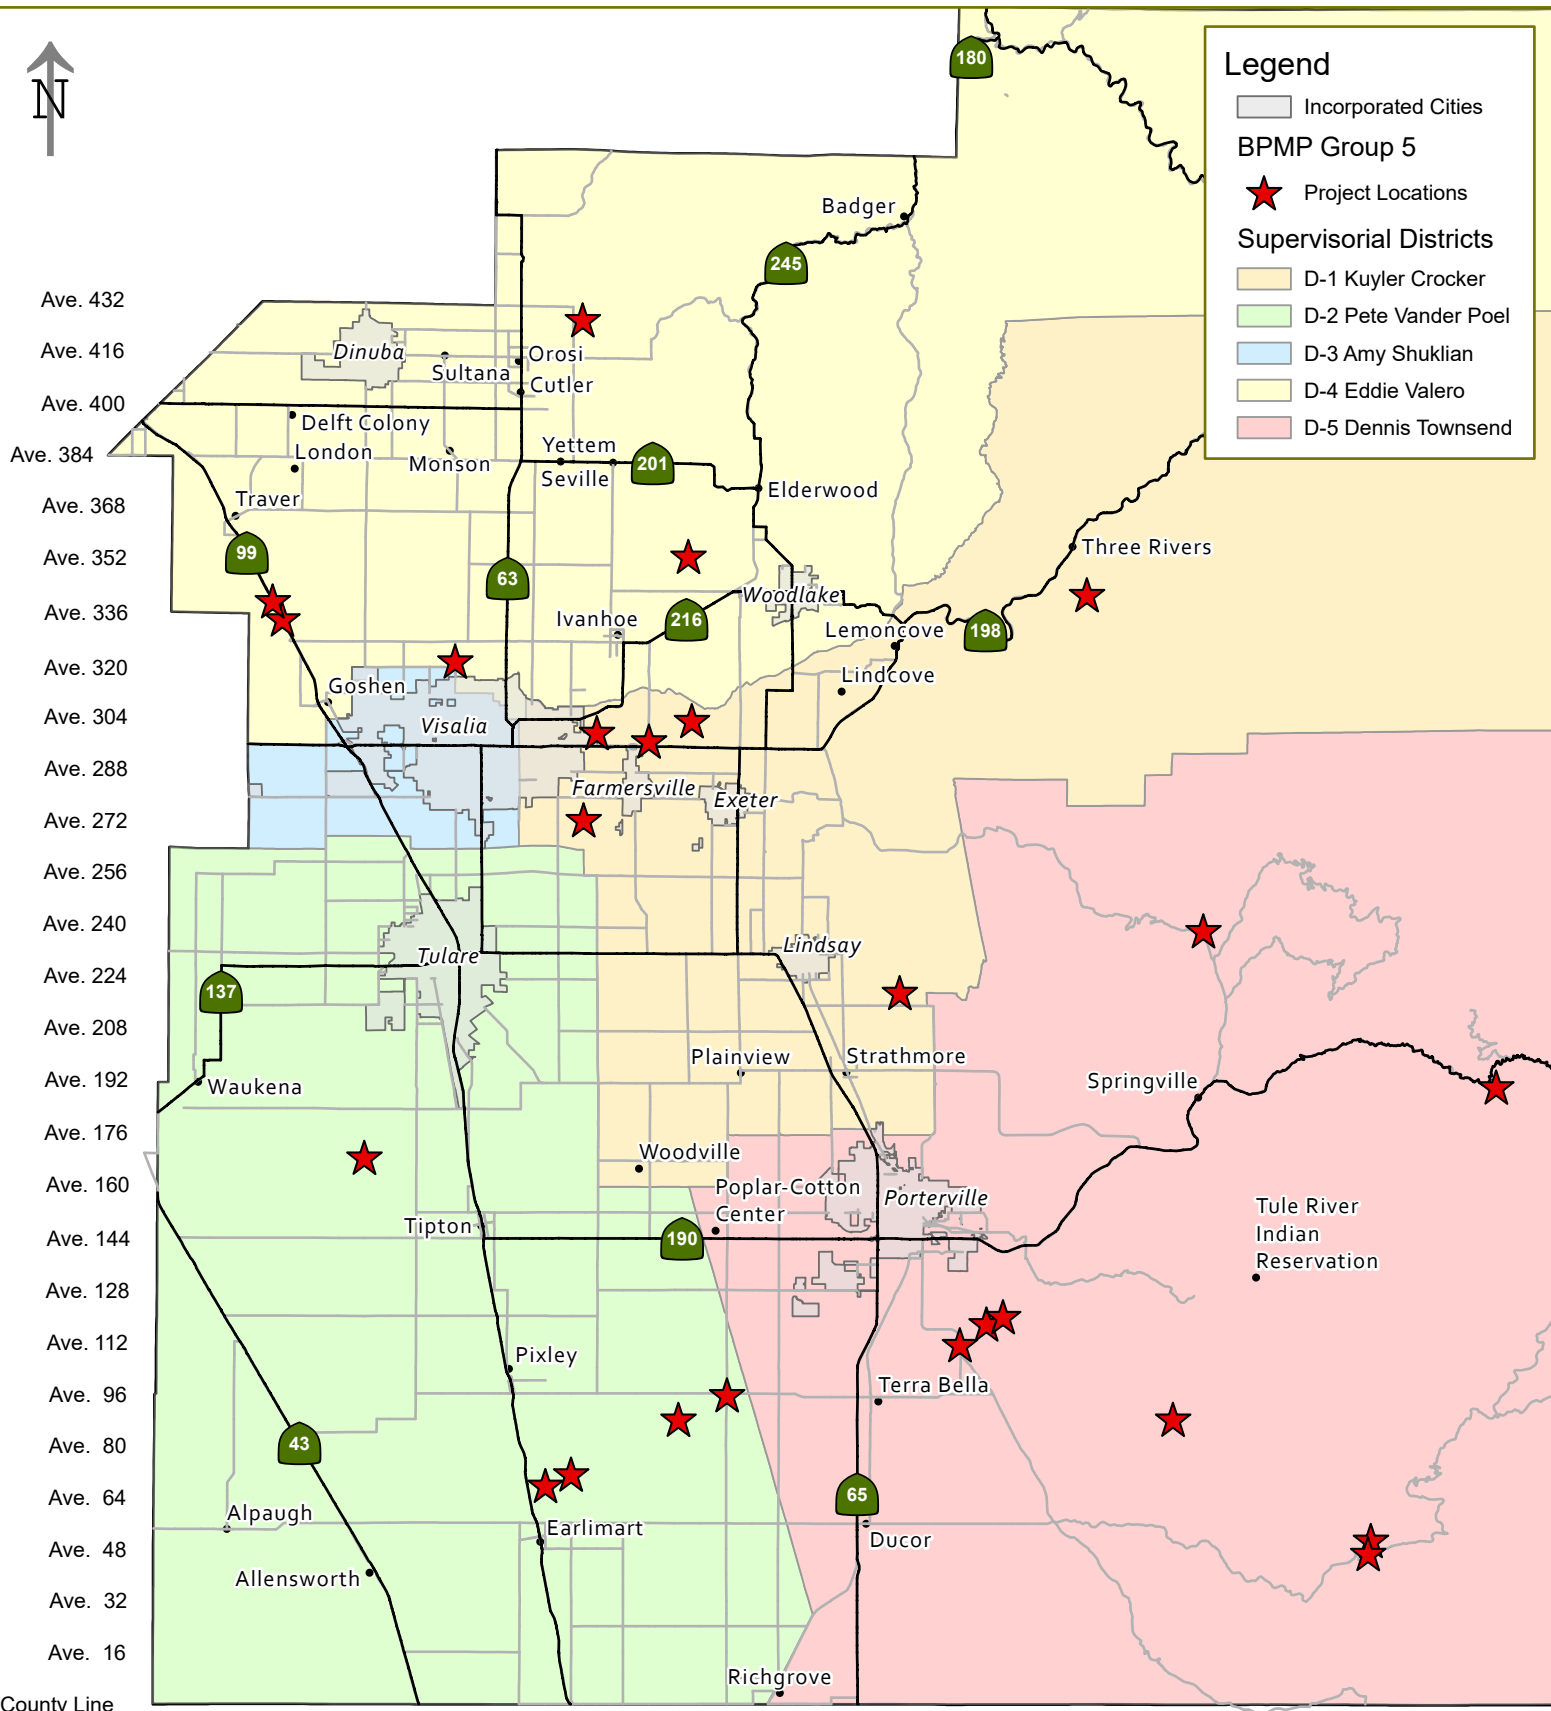 N
Legend
Incorporated Cities
BPMP Group 5
Project Locations
Supervisorial Districts
D-1 Kuyler Crocker
D-2 Pete Vander Poel
D-3 Amy Shuklian
D-4 Eddie Valero
D-5 Dennis Townsend
180
Badger
245
Ave. 432
Ave. 416
Dinuba
Orosi
Sultana
Cutler
Ave. 400
Delft Colony
Ave. 384
London
Monson
Yettem
201
Seville
Elderwood
Traver
Ave. 368
99
Ave. 352
Three Rivers
63
Woodlake
Ave. 336
Ivanhoe
216
Lemoncove
198
Ave. 320
Lindcove
Goshen
Ave. 304
Visalia
Ave. 288
Farmersville
Exeter
Ave. 272
Ave. 256
Ave. 240
Lindsay
Tulare
Ave. 224
137
Ave. 208
Plainview
Strathmore
Ave. 192
Waukena
Springville
Ave. 176
Woodville
Ave. 160
Poplar-Cotton
Center
Porterville
Tule River
Indian
Reservation
Tipton
Ave. 144
190
Ave. 128
Ave. 112
Pixley
Ave. 96
Terra Bella
Ave. 80
43
Ave. 64
65
Alpaugh
Earlimart
Ave. 48
Ducor
Allensworth
Ave. 32
Ave. 16
Richgrove
County Line